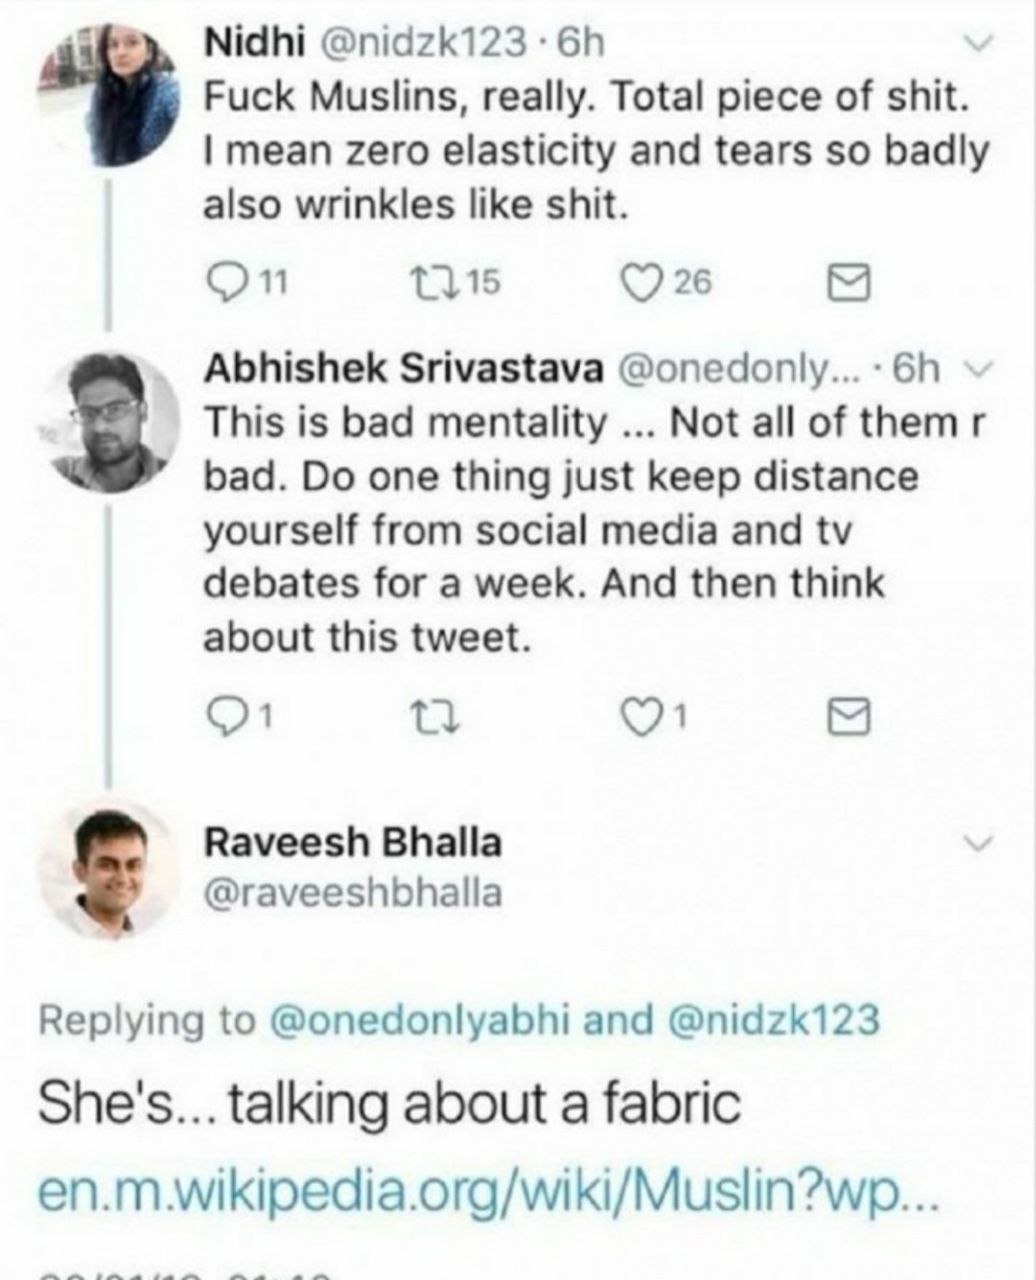 Nidhi @nidzk123 · 6h
Fuck Muslins, really. Total piece of shit.
I mean zero elasticity and tears so badly
also wrinkles like shit.
11 15 26
Abhishek Srivastava @onedonly... · 6h
This is bad mentality ... Not all of them r
bad. Do one thing just keep distance
yourself from social media and tv
debates for a week. And then think
about this tweet.
1 1
Raveesh Bhalla
@raveeshbhalla
Replying to @onedonlyabhi and @nidzk123
She's... talking about a fabric
en.m.wikipedia.org/wiki/Muslin?wp...